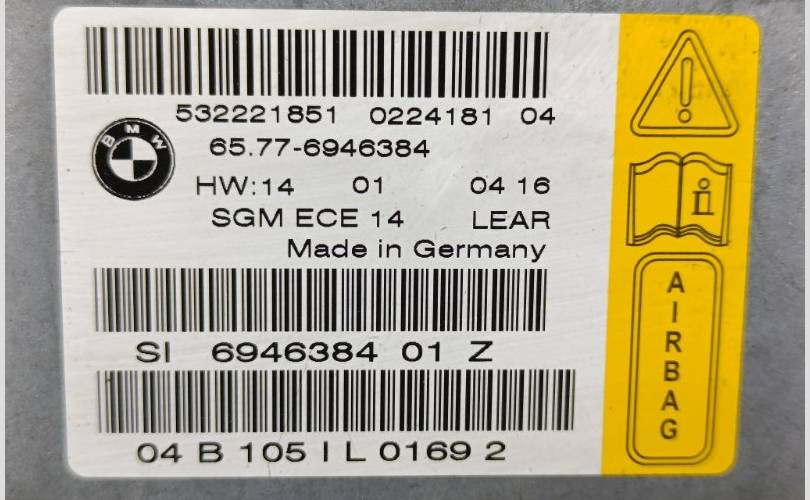 532221851 0224181 04
BMW
65.77-6946384
HW:14 01 04 16
SGM ECE 14 LEAR
Made in Germany
SI 6946384 01 Z
04 B 105 I L 0169 2
i
AIRBAG